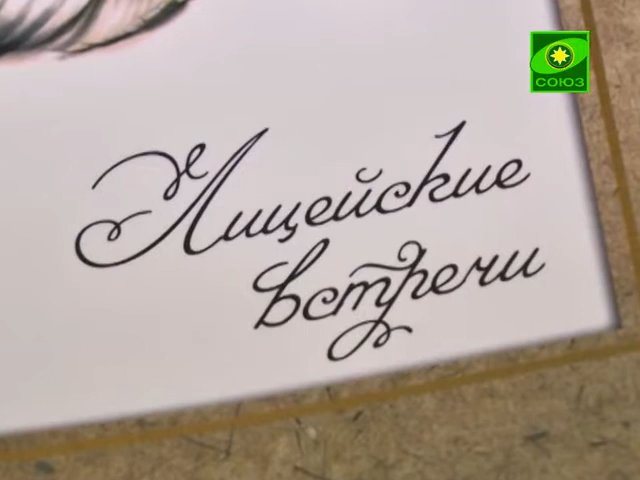 СОЮЗ
Лицейские
встречи